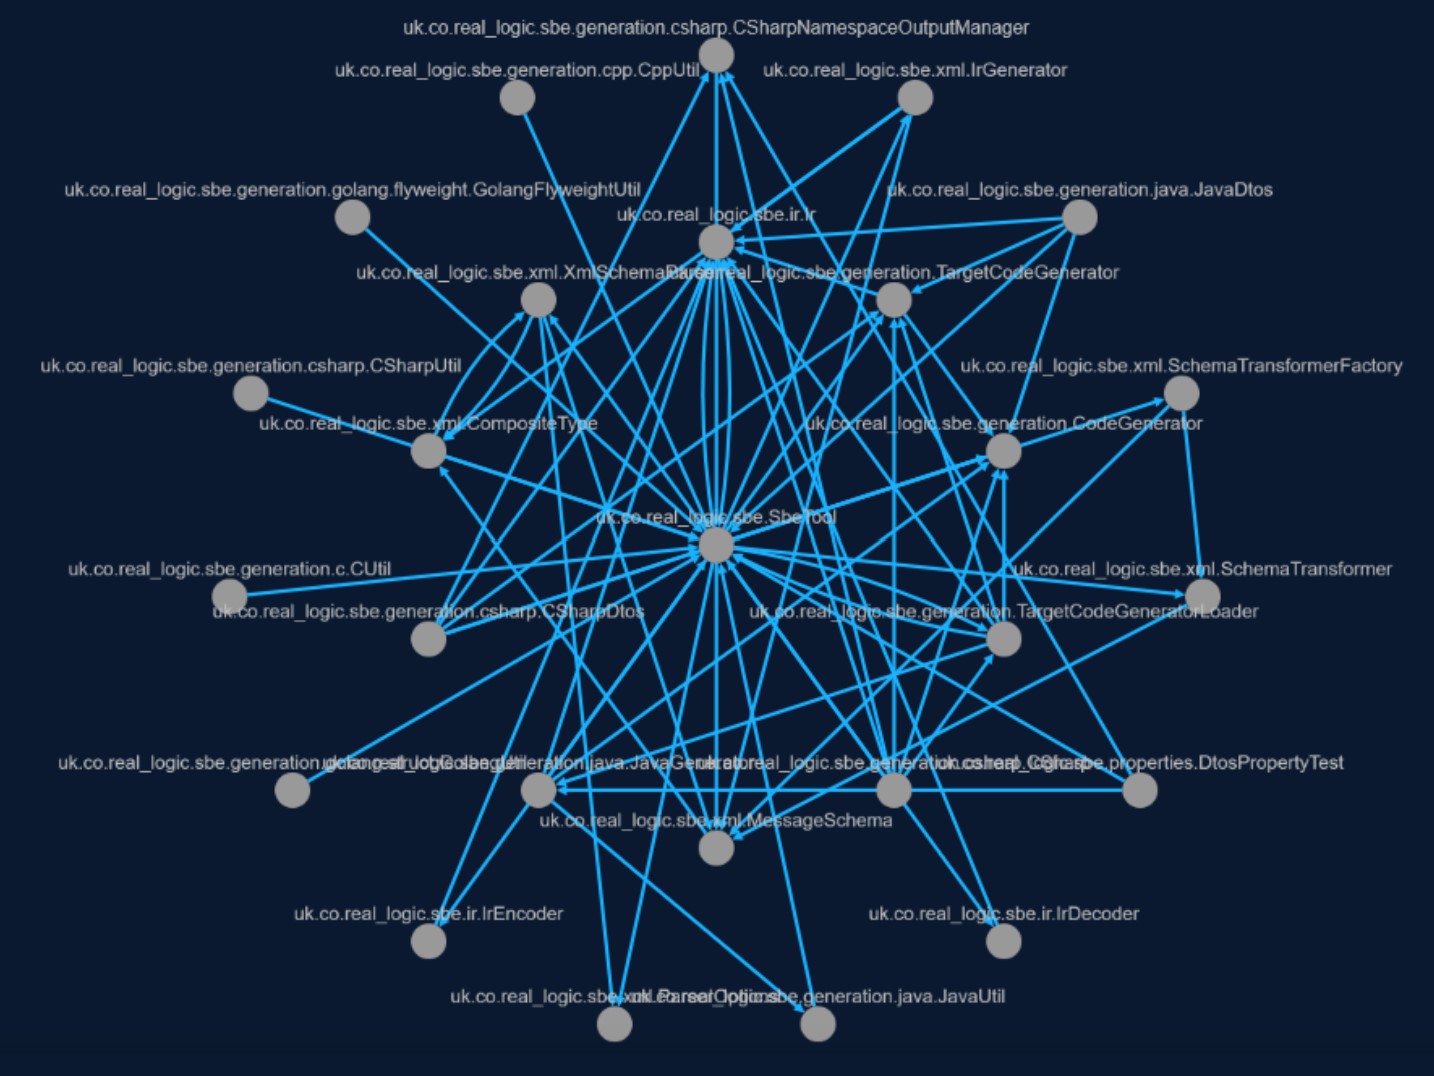 uk.co.real_logic.sbe.generation.csharp.CSharpNamespaceOutputManager
uk.co.real_logic.sbe.generation.cpp.CppUtil
uk.co.real_logic.sbe.xml.IrGenerator
uk.co.real_logic.sbe.generation.golang.flyweight.GolangFlyweightUtil
uk.co.real_logic.sbe.generation.java.JavaDtos
uk.co.real_logic.sbe.ir.Ir
uk.co.real_logic.sbe.xml.XmlSchemaParser
uk.co.real_logic.sbe.generation.TargetCodeGenerator
uk.co.real_logic.sbe.generation.csharp.CSharpUtil
uk.co.real_logic.sbe.xml.SchemaTransformerFactory
uk.co.real_logic.sbe.xml.CompositeType
uk.co.real_logic.sbe.generation.CodeGenerator
uk.co.real_logic.sbe.SbeTool
uk.co.real_logic.sbe.generation.c.CUtil
uk.co.real_logic.sbe.xml.SchemaTransformer
uk.co.real_logic.sbe.generation.csharp.CSharpDtos
uk.co.real_logic.sbe.generation.TargetCodeGeneratorLoader
uk.co.real_logic.sbe.generation.golang.struct.GolangUtil
uk.co.real_logic.sbe.generation.java.JavaGenerator
uk.co.real_logic.sbe.generation.csharp.CSharp
uk.co.real_logic.sbe.properties.DtosPropertyTest
uk.co.real_logic.sbe.xml.MessageSchema
uk.co.real_logic.sbe.ir.IrEncoder
uk.co.real_logic.sbe.ir.IrDecoder
uk.co.real_logic.sbe.xml.ParserOptions
uk.co.real_logic.sbe.generation.java.JavaUtil